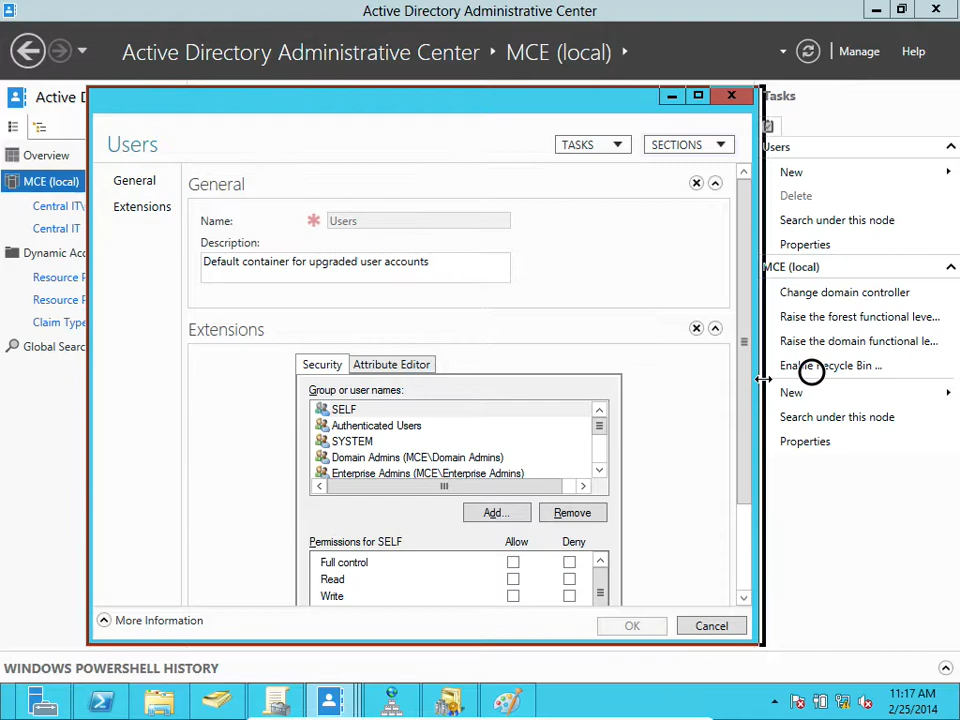 Active Directory Administrative Center
Active Directory Administrative Center ‣ MCE (local) ‣
Manage
Help
Active D
Overview
MCE (local)
Central IT\
Central IT
Dynamic Acc
Resource P
Resource P
Claim Type
Global Searc
Users
TASKS
SECTIONS
General
Extensions
General
Name:
Users
Description:
Default container for upgraded user accounts
Extensions
Security
Attribute Editor
Group or user names:
SELF
Authenticated Users
SYSTEM
Domain Admins (MCE\Domain Admins)
Enterprise Admins (MCE\Enterprise Admins)
Add...
Remove
Permissions for SELF
Allow
Deny
Full control
Read
Write
More Information
OK
Cancel
Tasks
Users
New
Delete
Search under this node
Properties
MCE (local)
Change domain controller
Raise the forest functional leve...
Raise the domain functional le...
Enable Recycle Bin ...
New
Search under this node
Properties
WINDOWS POWERSHELL HISTORY
11:17 AM
2/25/2014